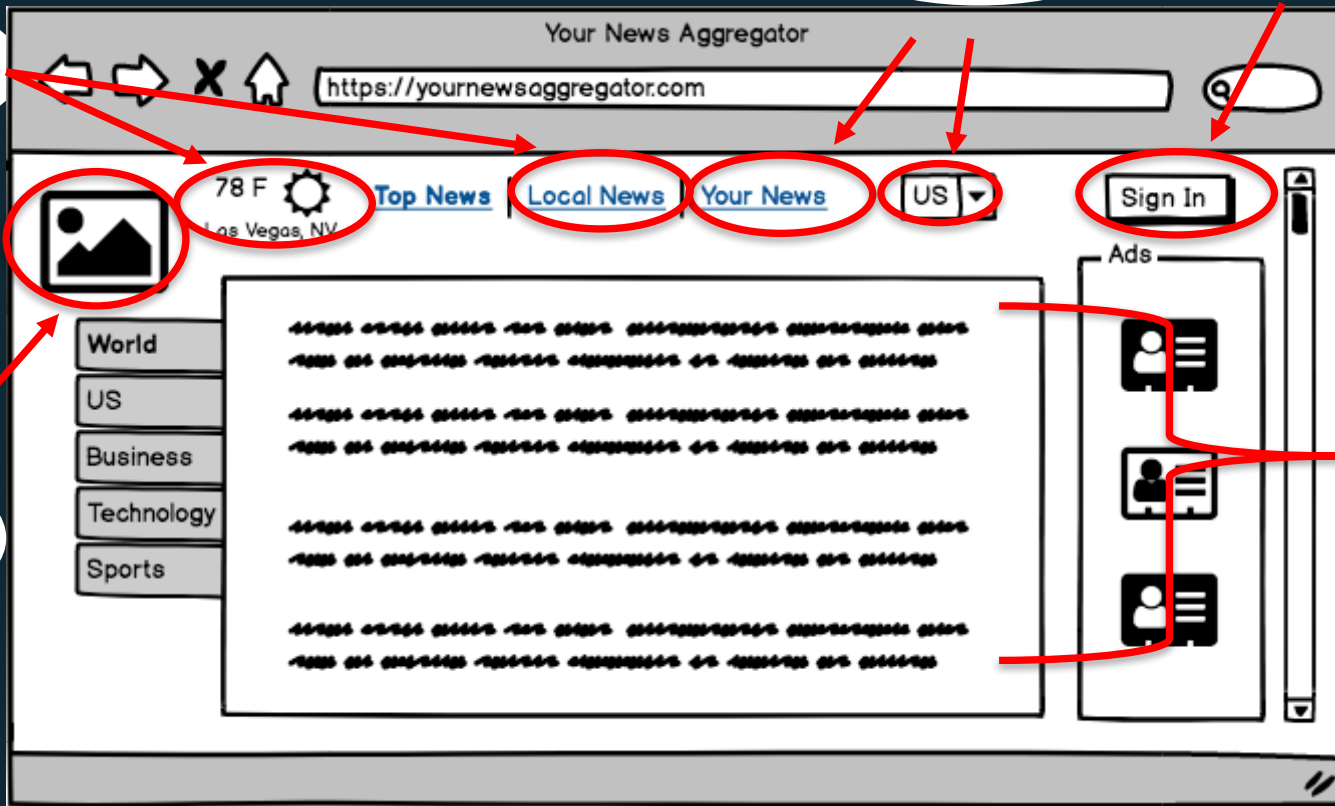 Your News Aggregator
https://yournewsaggregator.com
78 F
Las Vegas, NV
Top News
Local News
Your News
US
Sign In
Ads
World
US
Business
Technology
Sports